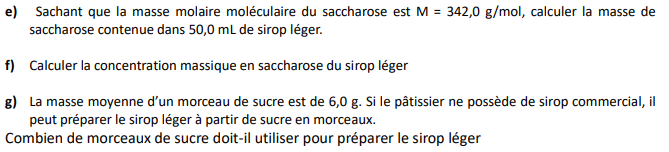 e) Sachant que la masse molaire moléculaire du saccharose est M = 342,0 g/mol, calculer la masse de
saccharose contenue dans 50,0 mL de sirop léger.
f) Calculer la concentration massique en saccharose du sirop léger
g) La masse moyenne d’un morceau de sucre est de 6,0 g. Si le pâtissier ne possède de sirop commercial, il
peut préparer le sirop léger à partir de sucre en morceaux.
Combien de morceaux de sucre doit-il utiliser pour préparer le sirop léger